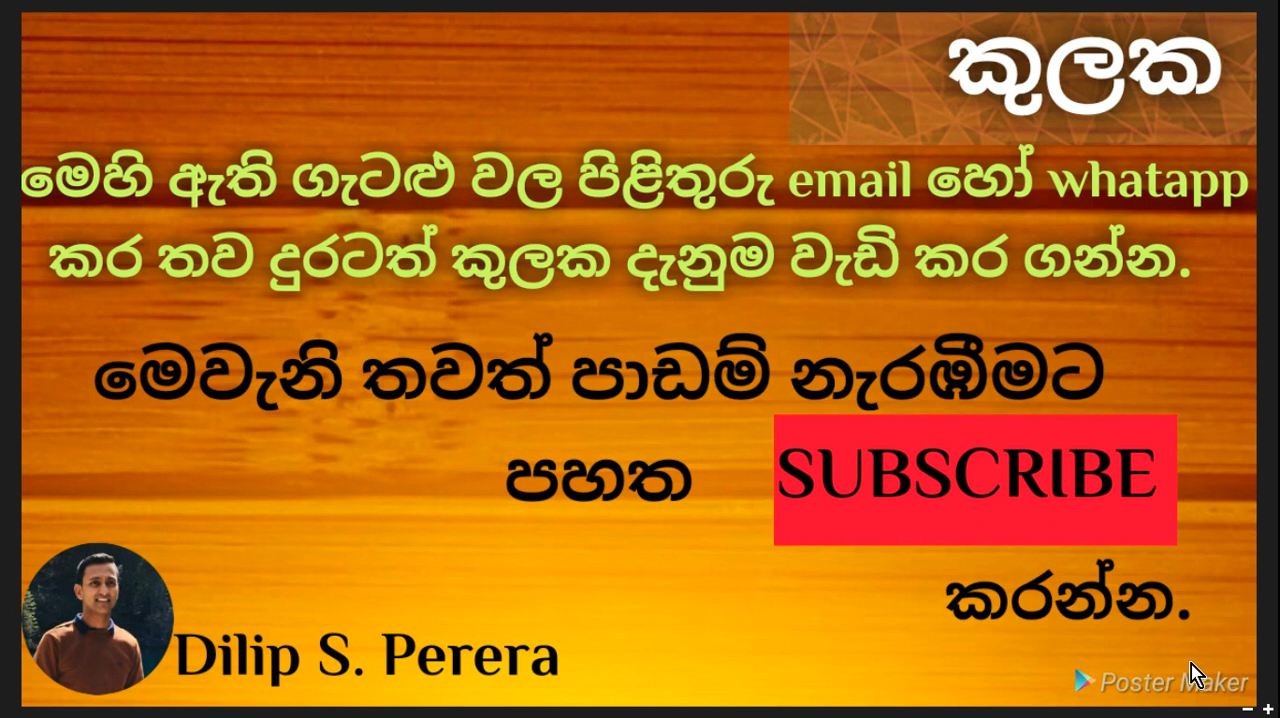 කුලක
මෙහි ඇති ගැටළු වල පිළිතුරු email හෝ whatapp
කර තව දුරටත් කුලක දැනුම වැඩි කර ගන්න.
මෙවැනි තවත් පාඩම් නැරඹීමට
පහත SUBSCRIBE
කරන්න.
Dilip S. Perera
Poster Maker